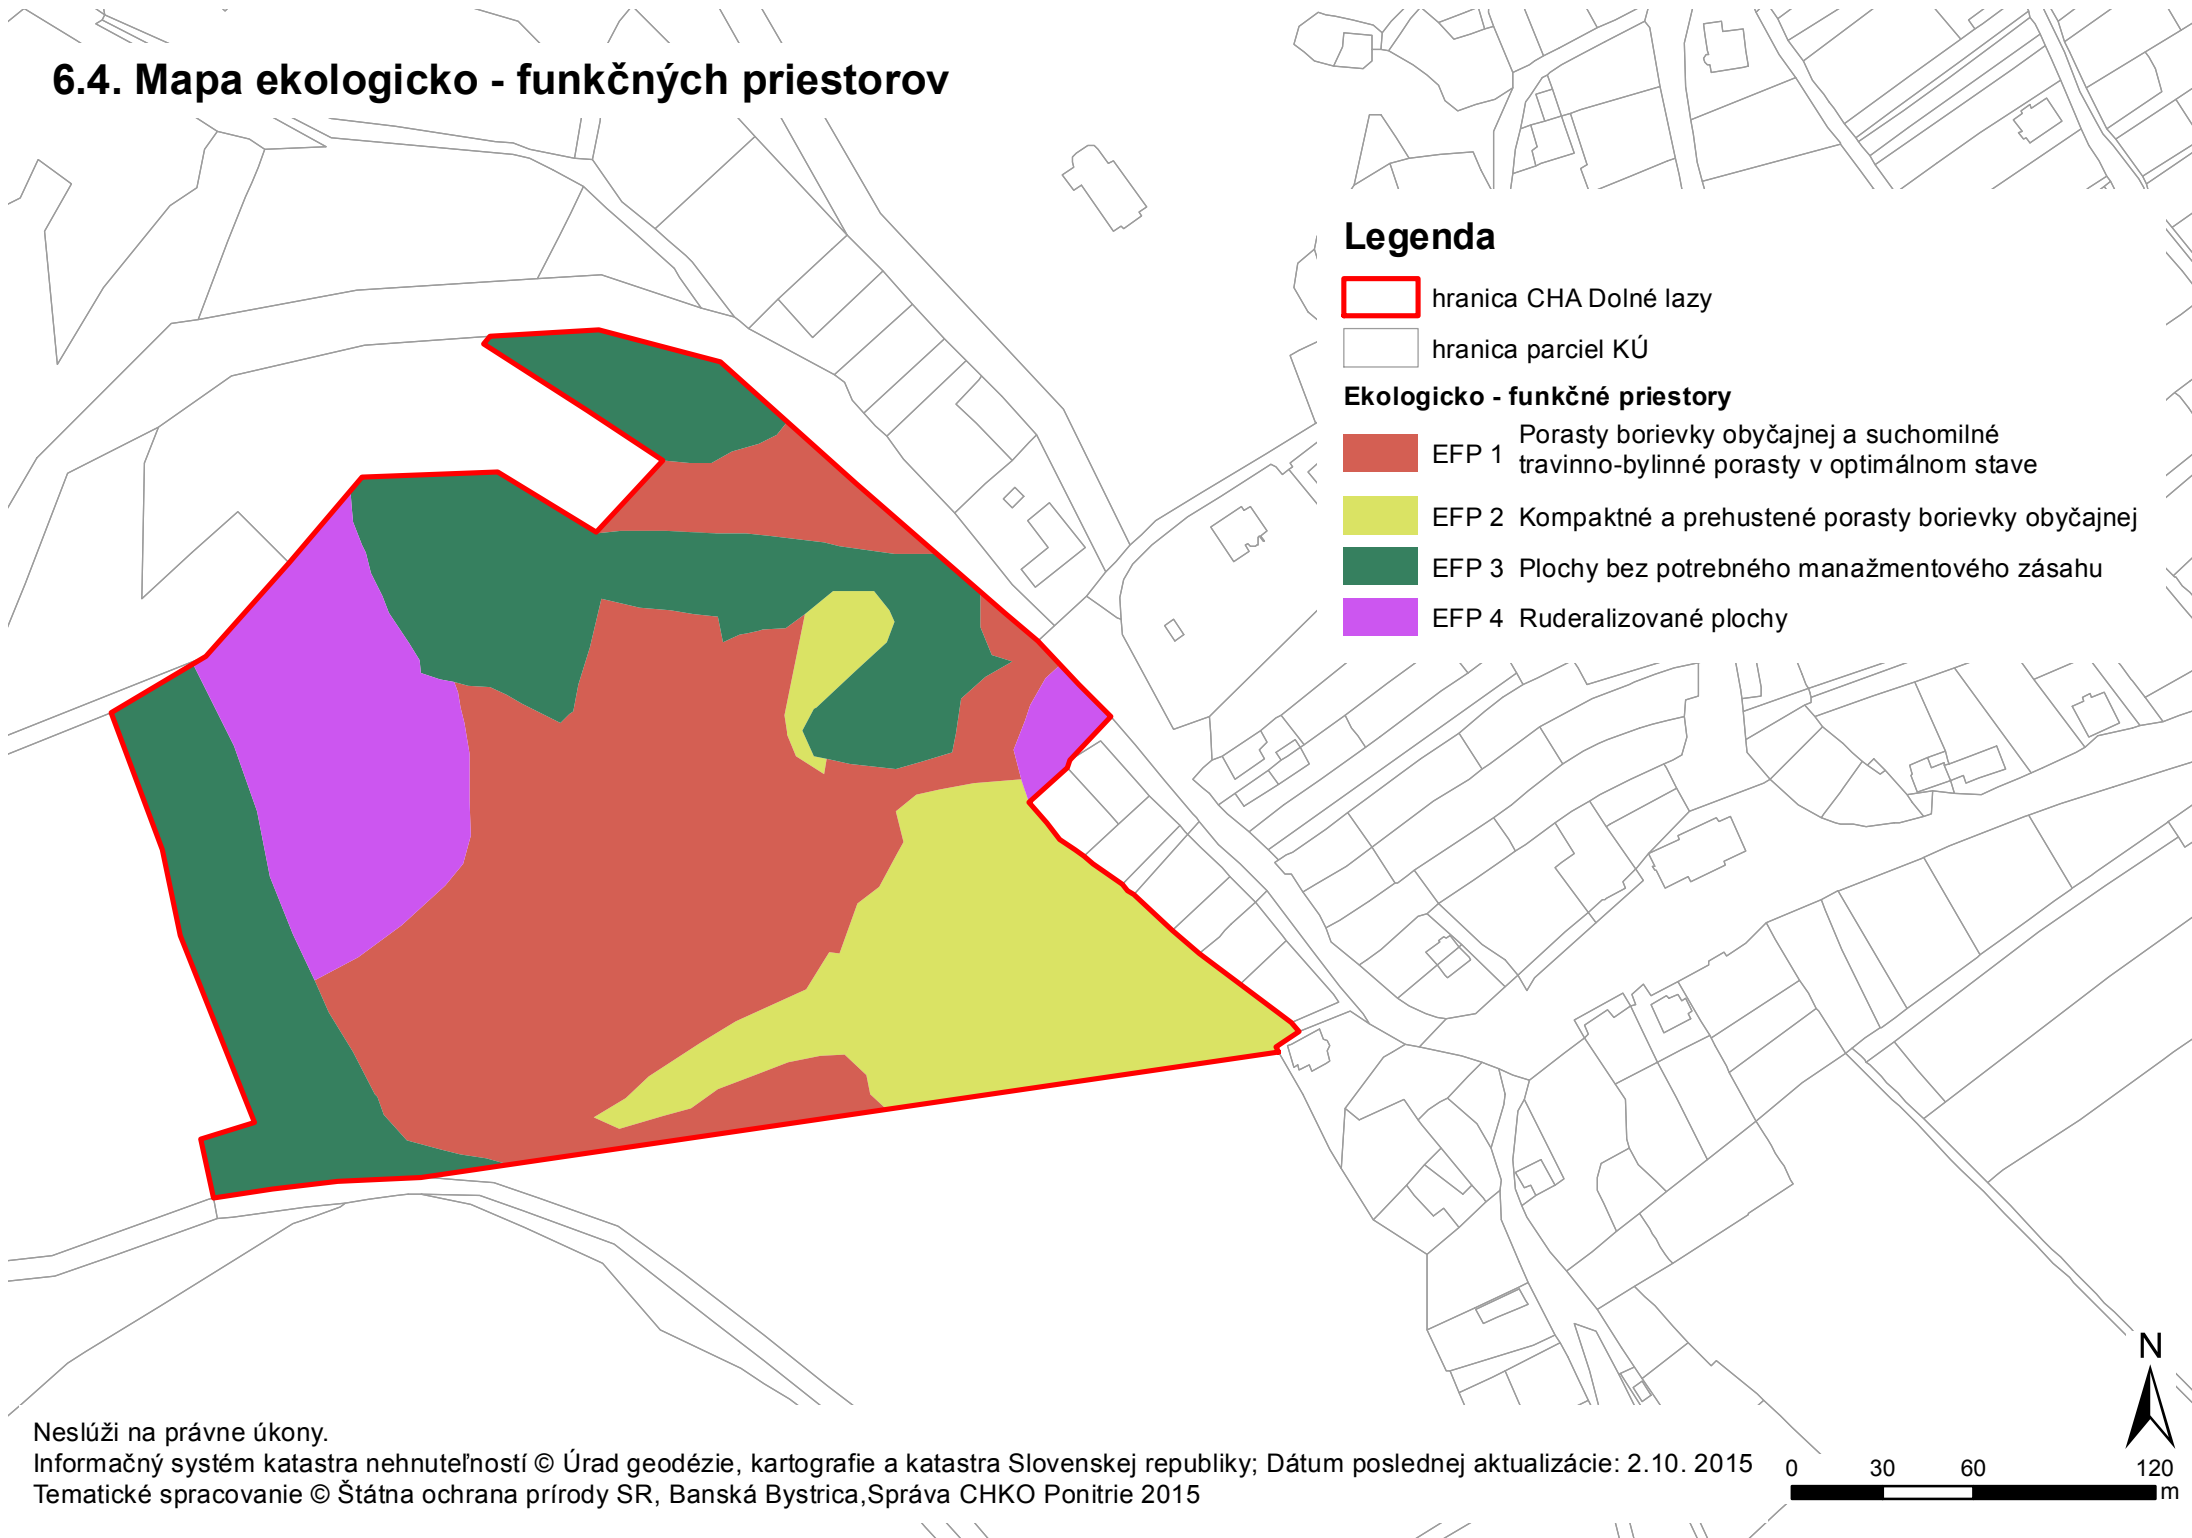 6.4. Mapa ekologicko - funkčných priestorov
Legenda
hranica CHA Dolné lazy
hranica parciel KÚ
Ekologicko - funkčné priestory
EFP 1 Porasty borievky obyčajnej a suchomilné
travinno-bylinné porasty v optimálnom stave
EFP 2 Kompaktné a prehustené porasty borievky obyčajnej
EFP 3 Plochy bez potrebného manažmentového zásahu
EFP 4 Ruderalizované plochy
N
Neslúži na právne úkony.
Informačný systém katastra nehnuteľností © Úrad geodézie, kartografie a katastra Slovenskej republiky; Dátum poslednej aktualizácie: 2.10. 2015
Tematické spracovanie © Štátna ochrana prírody SR, Banská Bystrica,Správa CHKO Ponitrie 2015
0 30 60 120
m